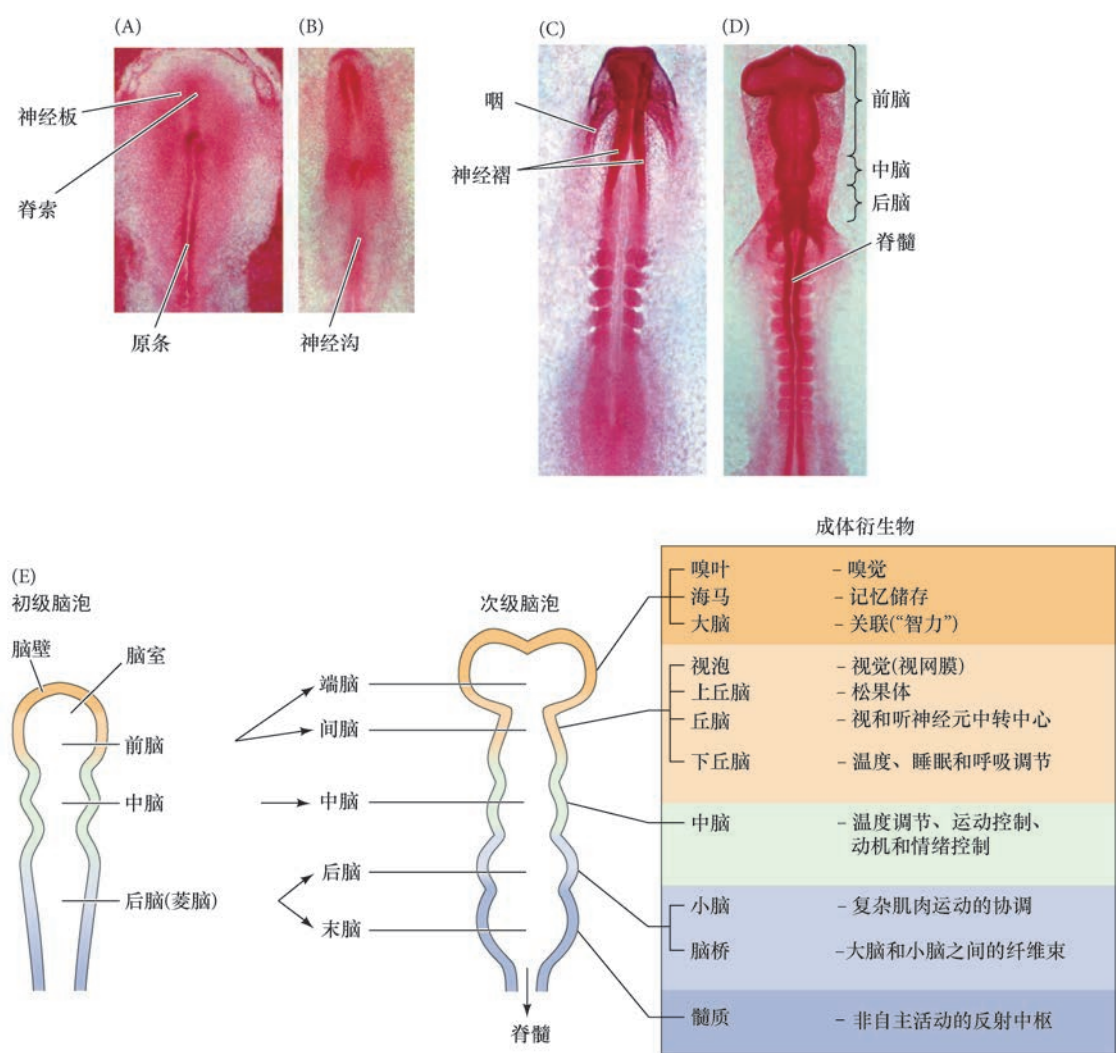 (A)
(B)
神经板
脊索
原条
神经沟
(C)
(D)
咽
神经褶
前脑
中脑
后脑
脊髓
成体衍生物
(E)
初级脑泡
脑壁
脑室
前脑
中脑
后脑(菱脑)
次级脑泡
端脑
间脑
中脑
后脑
末脑
脊髓
嗅叶 – 嗅觉
海马 – 记忆储存
大脑 – 关联(“智力”)
视泡 – 视觉(视网膜)
上丘脑 – 松果体
丘脑 – 视和听神经元中转中心
下丘脑 – 温度、睡眠和呼吸调节
中脑 – 温度调节、运动控制、
动机和情绪控制
小脑 – 复杂肌肉运动的协调
脑桥 –大脑和小脑之间的纤维束
髓质 – 非自主活动的反射中枢